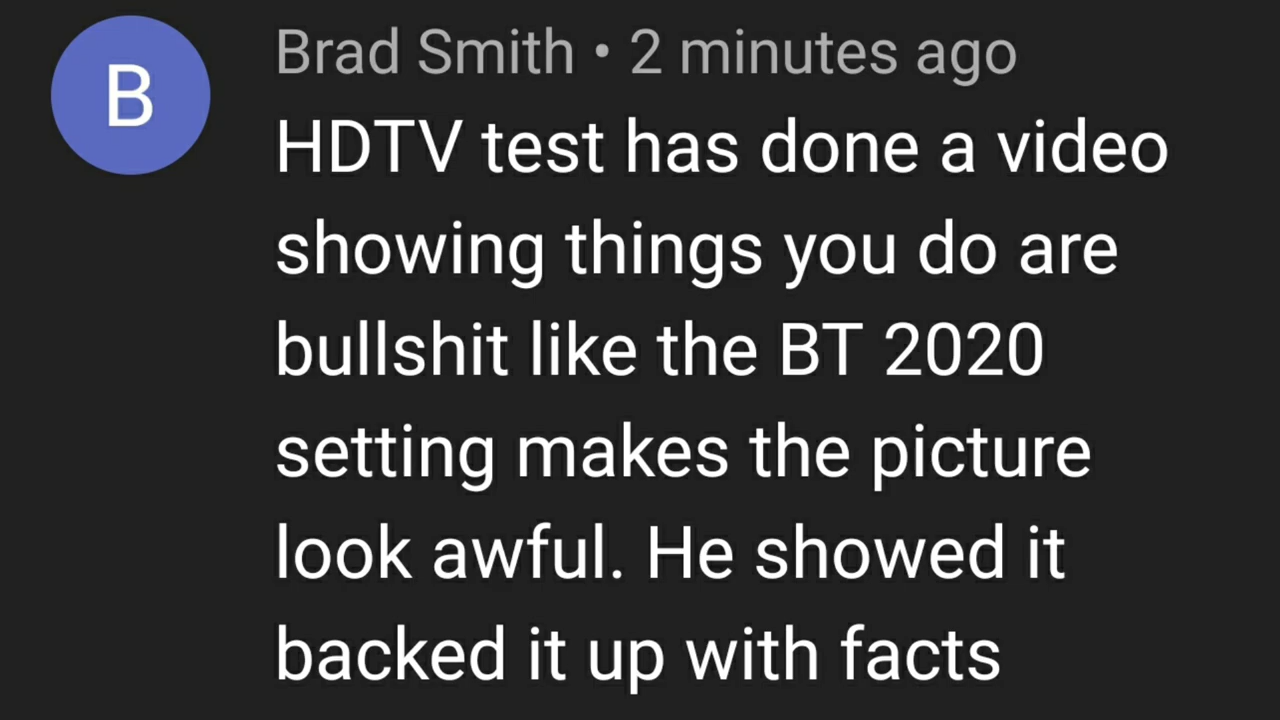 B
Brad Smith • 2 minutes ago
HDTV test has done a video
showing things you do are
bullshit like the BT 2020
setting makes the picture
look awful. He showed it
backed it up with facts